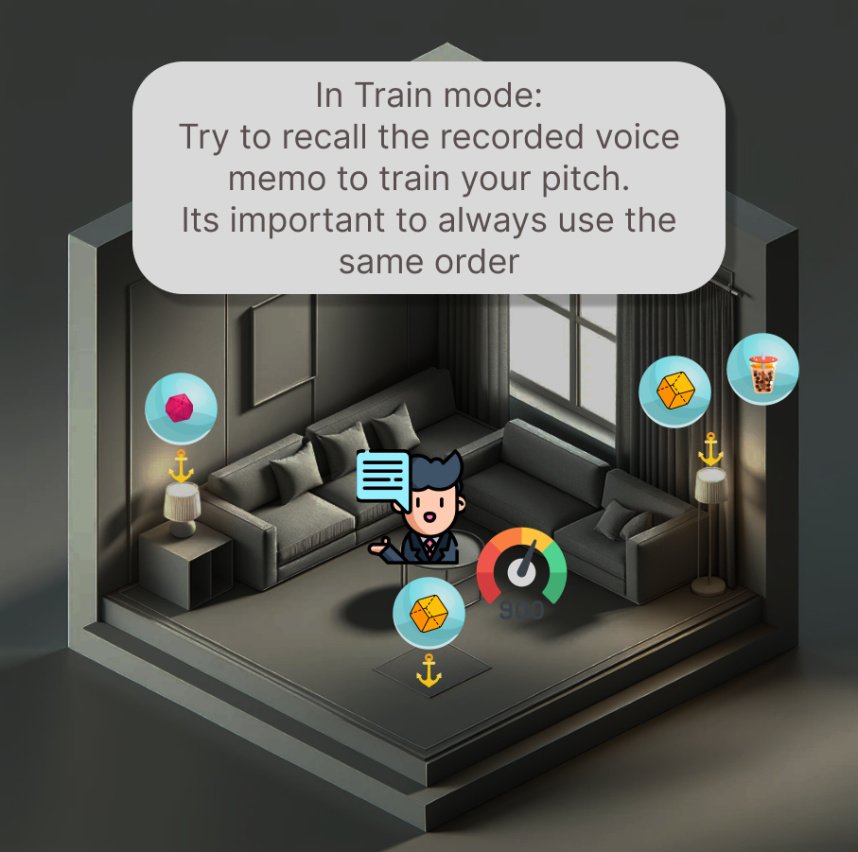 In Train mode:
Try to recall the recorded voice
memo to train your pitch.
Its important to always use the
same order